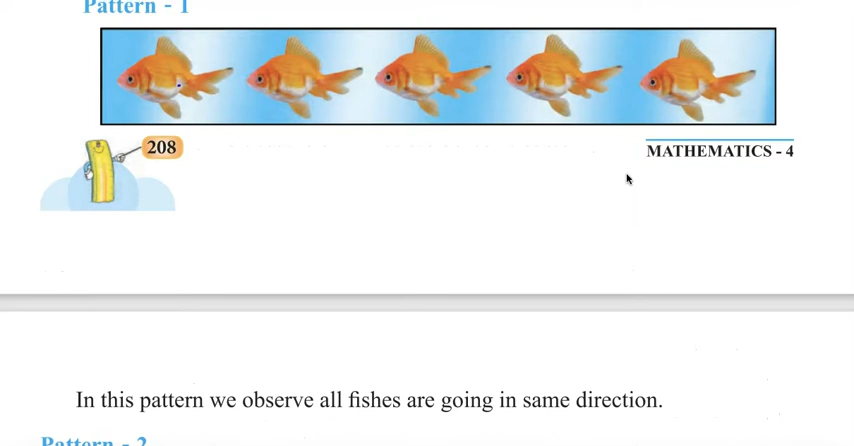 Pattern - 1
208
MATHEMATICS - 4
In this pattern we observe all fishes are going in same direction.
Pattern - 2